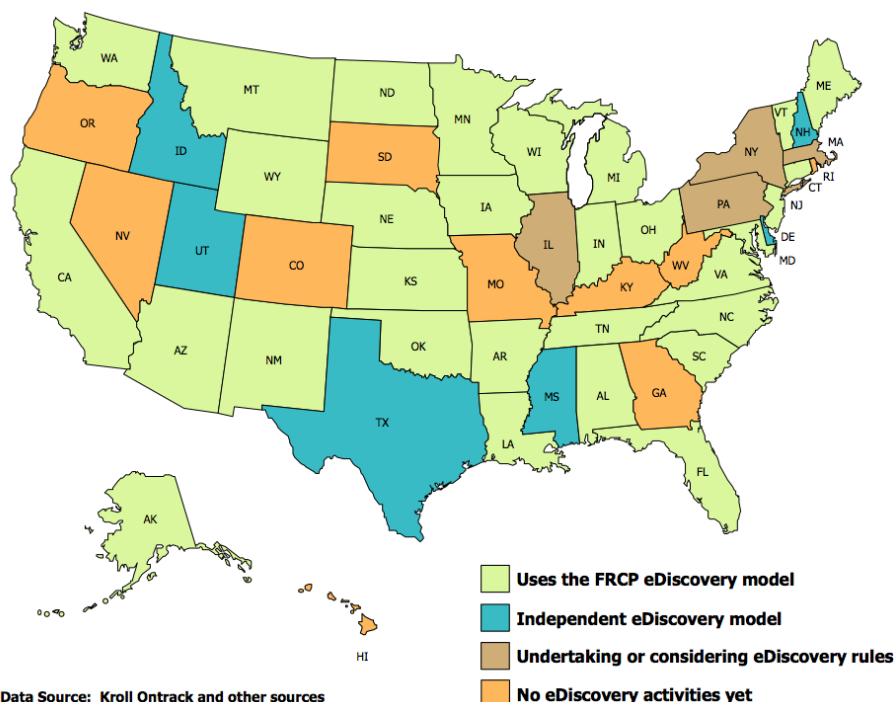 WA
MT
ND
MN
ME
VT
NH
MA
OR
ID
SD
WI
NY
RI
CT
WY
MI
PA
NJ
NE
IA
OH
DE
NV
UT
IL
IN
MD
CO
WV
VA
CA
KS
MO
KY
NC
TN
AZ
NM
OK
AR
SC
MS
AL
GA
TX
LA
FL
AK
HI
Uses the FRCP eDiscovery model
Independent eDiscovery model
Undertaking or considering eDiscovery rules
No eDiscovery activities yet
Data Source: Kroll Ontrack and other sources